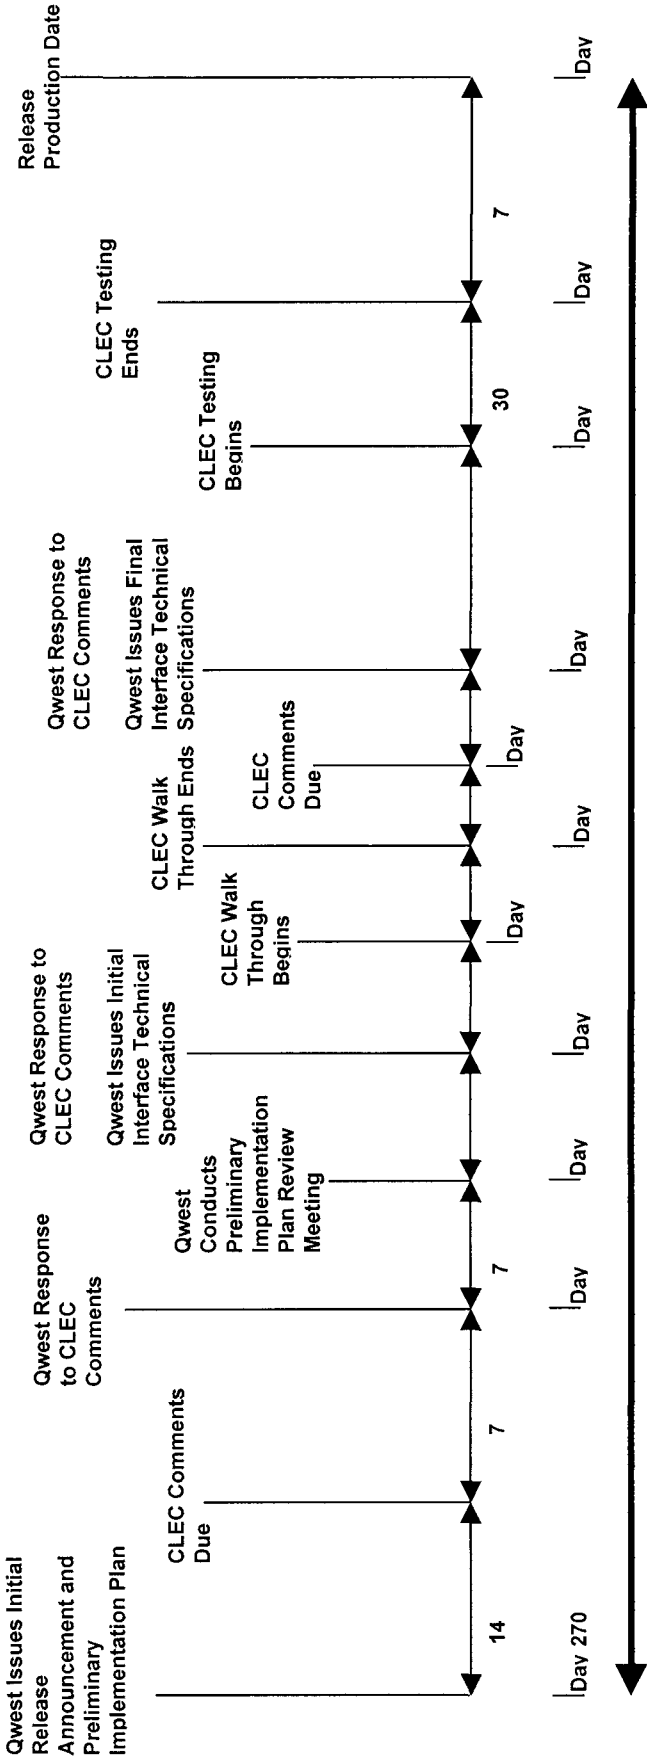 Qwest Issues Initial
Release
Announcement and
Preliminary
Implementation Plan
CLEC Comments
Due
Qwest Response
to CLEC
Comments
Qwest
Conducts
Preliminary
Implementation
Plan Review
Meeting
Qwest Response to
CLEC Comments
Qwest Issues Initial
Interface Technical
Specifications
CLEC Walk
Through
Begins
CLEC Walk
Through Ends
CLEC
Comments
Due
Qwest Response to
CLEC Comments
Qwest Issues Final
Interface Technical
Specifications
CLEC Testing
Begins
CLEC Testing
Ends
Release
Production Date
14
7
7
30
7
Day 270
Day
Day
Day
Day
Day
Day
Day
Day
Day
Day